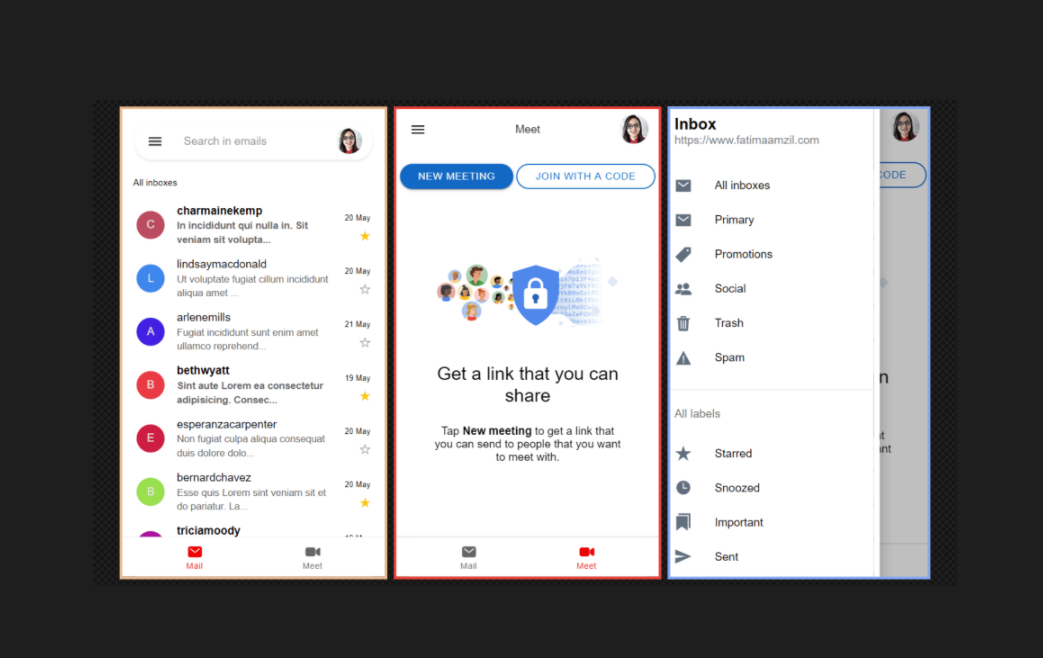 Search in emails
All inboxes
C
charmainekemp
In incididunt qui nulla in. Sit
veniam sit volupta...
20 May
L
lindsaymacdonald
Ut voluptate fugiat cillum incididunt
aliqua amet ...
20 May
A
arlenemills
Fugiat incididunt sunt enim amet
ullamco reprehend...
21 May
B
bethwyatt
Sint aute Lorem ea consectetur
adipisicing. Consec...
19 May
E
esperanzacarpenter
Non fugiat culpa aliqua consequat
duis dolore dolo...
20 May
B
bernardchavez
Esse quis Lorem sint veniam sit et
do pariatur. La...
20 May
triciamoody
Mail
Meet
Meet
NEW MEETING
JOIN WITH A CODE
Get a link that you can
share
Tap New meeting to get a link that
you can send to people that you want
to meet with.
Mail
Meet
Inbox
https://www.fatimaamzil.com
All inboxes
Primary
Promotions
Social
Trash
Spam
All labels
Starred
Snoozed
Important
Sent
CODE